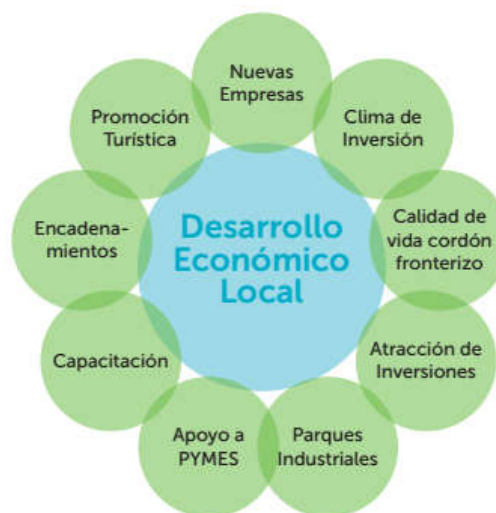 Nuevas
Empresas
Clima de
Inversión
Calidad de
vida cordón
fronterizo
Atracción de
Inversiones
Parques
Industriales
Apoyo a
PYMES
Capacitación
Encadena-
mientos
Promoción
Turística
Desarrollo
Económico
Local